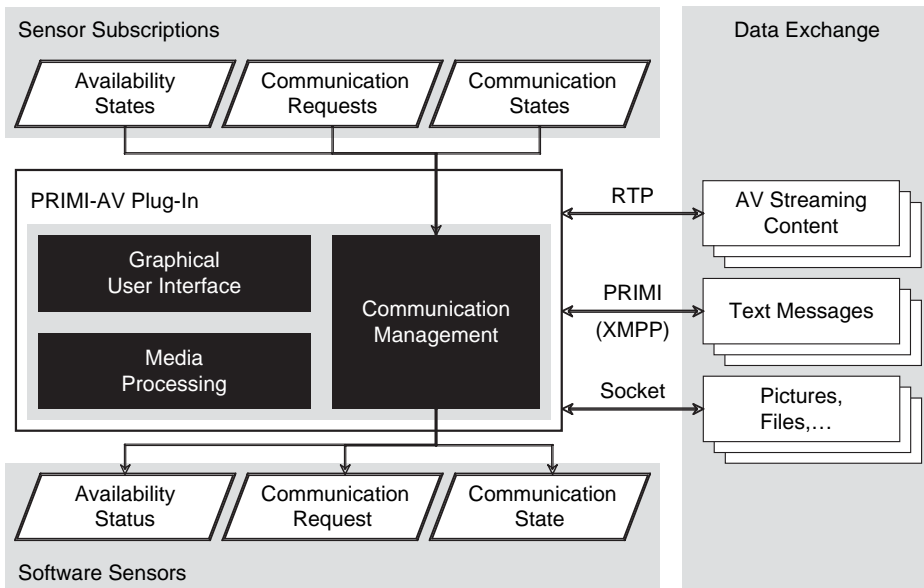 Sensor Subscriptions
Availability
States
Communication
Requests
Communication
States
Data Exchange
PRIMI-AV Plug-In
Graphical
User Interface
Media
Processing
Communication
Management
RTP
PRIMI
(XMPP)
Socket
AV Streaming
Content
Text Messages
Pictures,
Files,...
Availability
Status
Communication
Request
Communication
State
Software Sensors